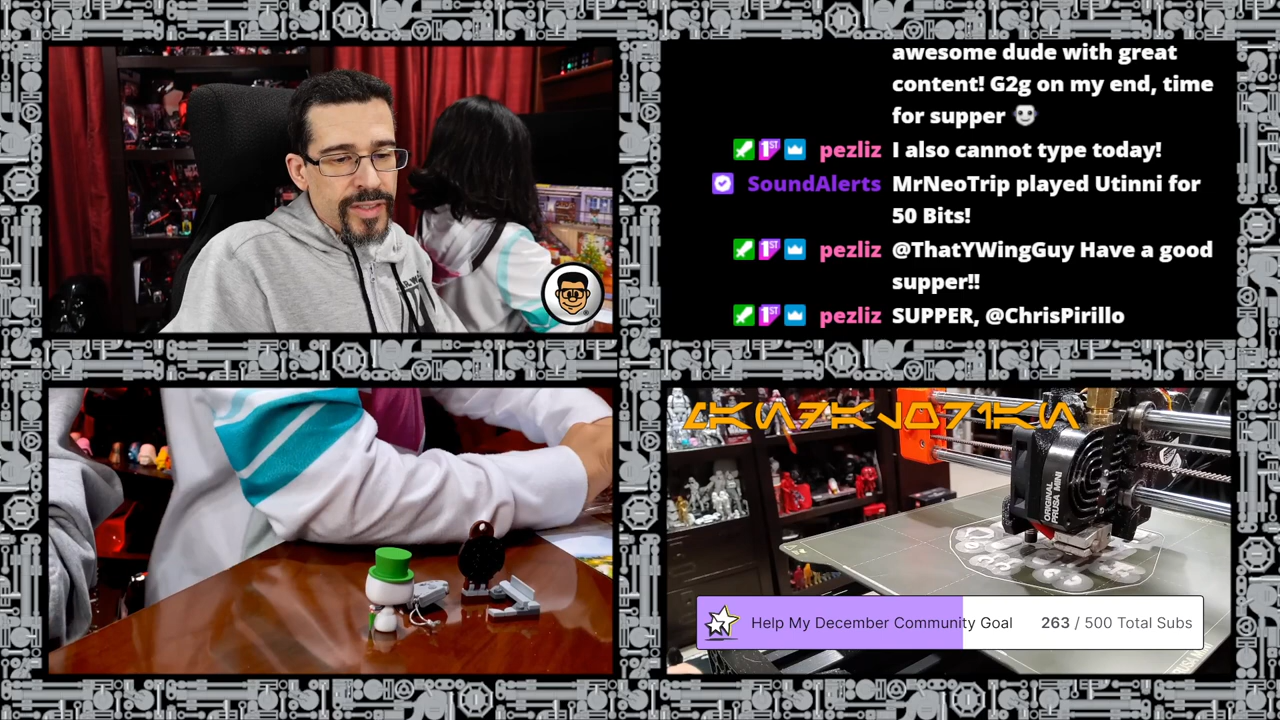 awesome dude with great
content! G2g on my end, time
for supper
pezliz I also cannot type today!
SoundAlerts MrNeoTrip played Utinni for
50 Bits!
pezliz @ThatYWingGuy Have a good
supper!!
pezliz SUPPER, @ChrisPirillo
ORIGINAL
PRUSA MINI
Help My December Community Goal 263 / 500 Total Subs